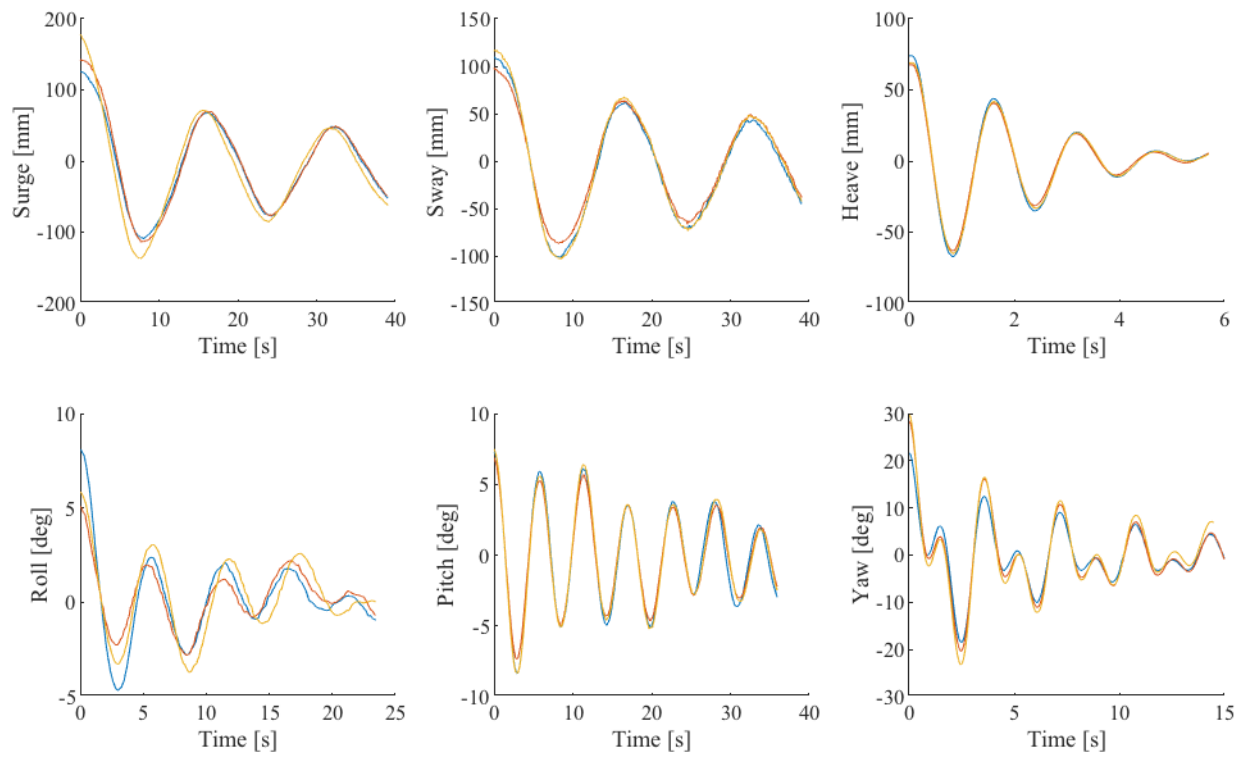 200
100
0
-100
-200
Surge [mm]
0 10 20 30 40
Time [s]
150
100
50
0
-50
-100
-150
Sway [mm]
0 10 20 30 40
Time [s]
100
50
0
-50
-100
Heave [mm]
0 2 4 6
Time [s]
10
5
0
-5
Roll [deg]
0 5 10 15 20 25
Time [s]
10
5
0
-5
-10
Pitch [deg]
0 10 20 30 40
Time [s]
30
20
10
0
-10
-20
-30
Yaw [deg]
0 5 10 15
Time [s]